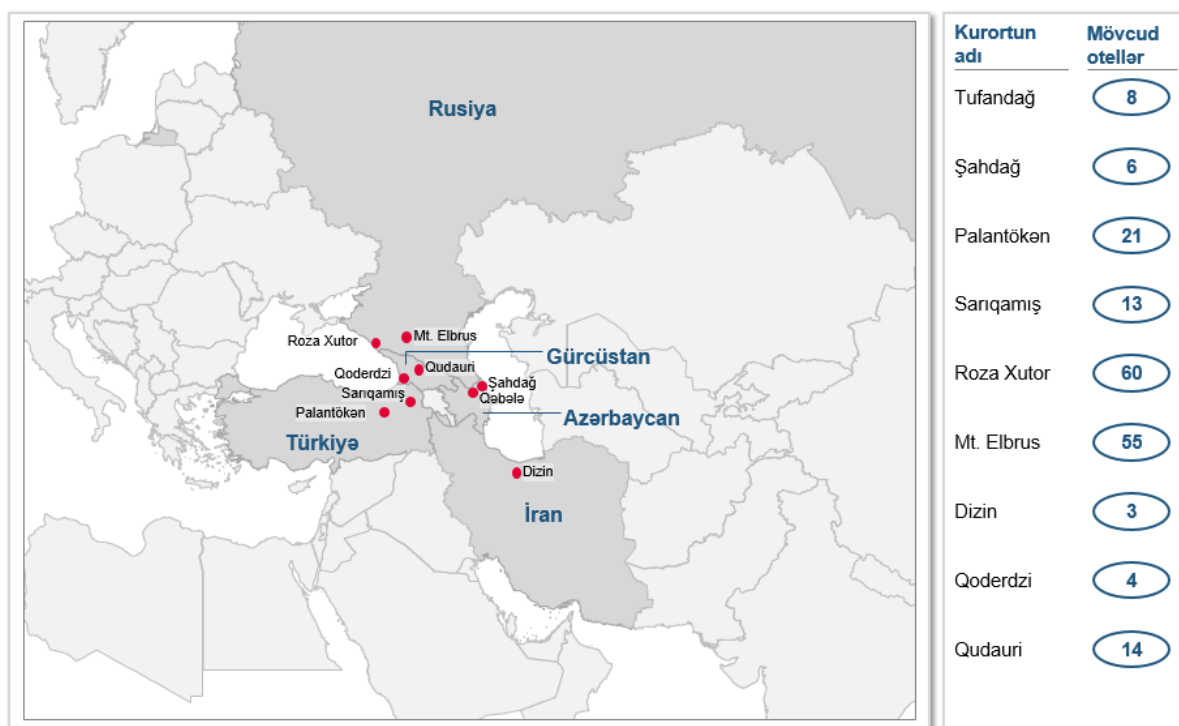 Rusiya
Roza Xutor
Mt. Elbrus
Gürcüstan
Qoderdzi
Qudauri
Sarıqamış
Şahdağ
Qəbələ
Palantökən
Azərbaycan
Türkiyə
Dizin
İran
Kurortun
adı
Mövcud
otellər
Tufandağ 8
Şahdağ 6
Palantökən 21
Sarıqamış 13
Roza Xutor 60
Mt. Elbrus 55
Dizin 3
Qoderdzi 4
Qudauri 14